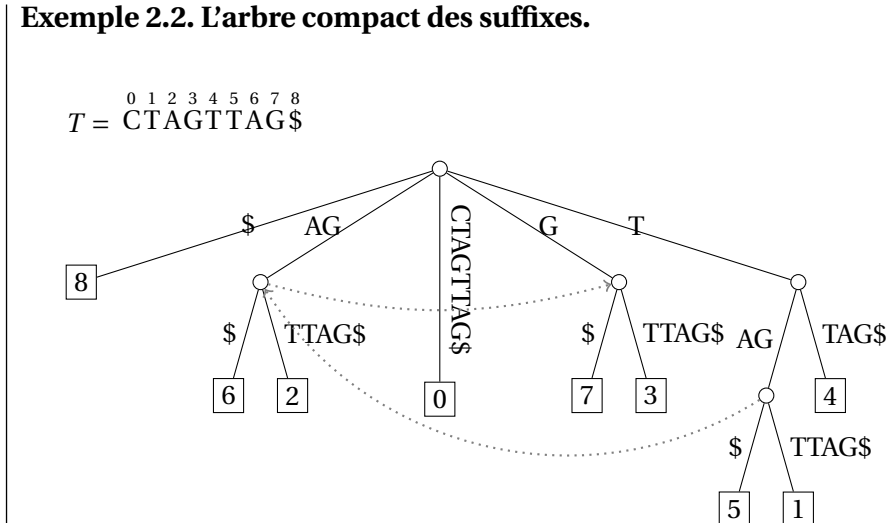 Exemple 2.2. L'arbre compact des suffixes.
0 1 2 3 4 5 6 7 8
T = CTAGTTAG$
$ AG CTAGTTAG$ G T
8
$ TTAG$ $ TTAG$ AG TAG$
6 2 0 7 3 4
$ TTAG$
5 1